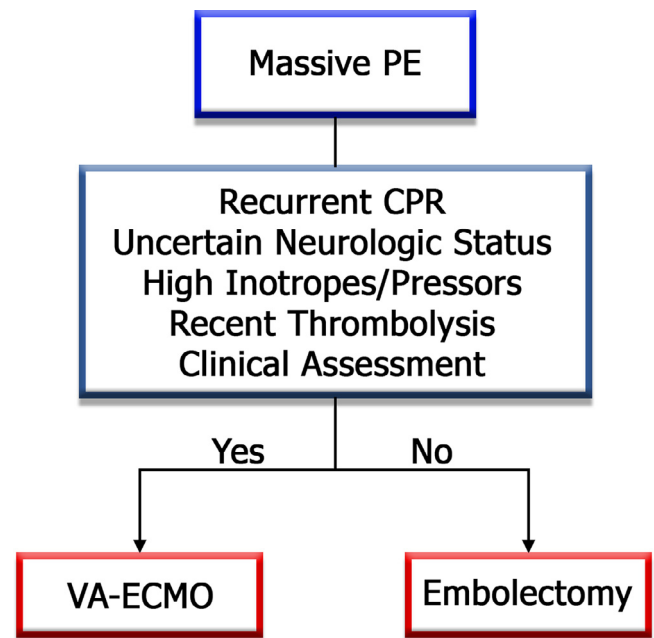 Massive PE
Recurrent CPR
Uncertain Neurologic Status
High Inotropes/Pressors
Recent Thrombolysis
Clinical Assessment
Yes
No
VA-ECMO
Embolectomy